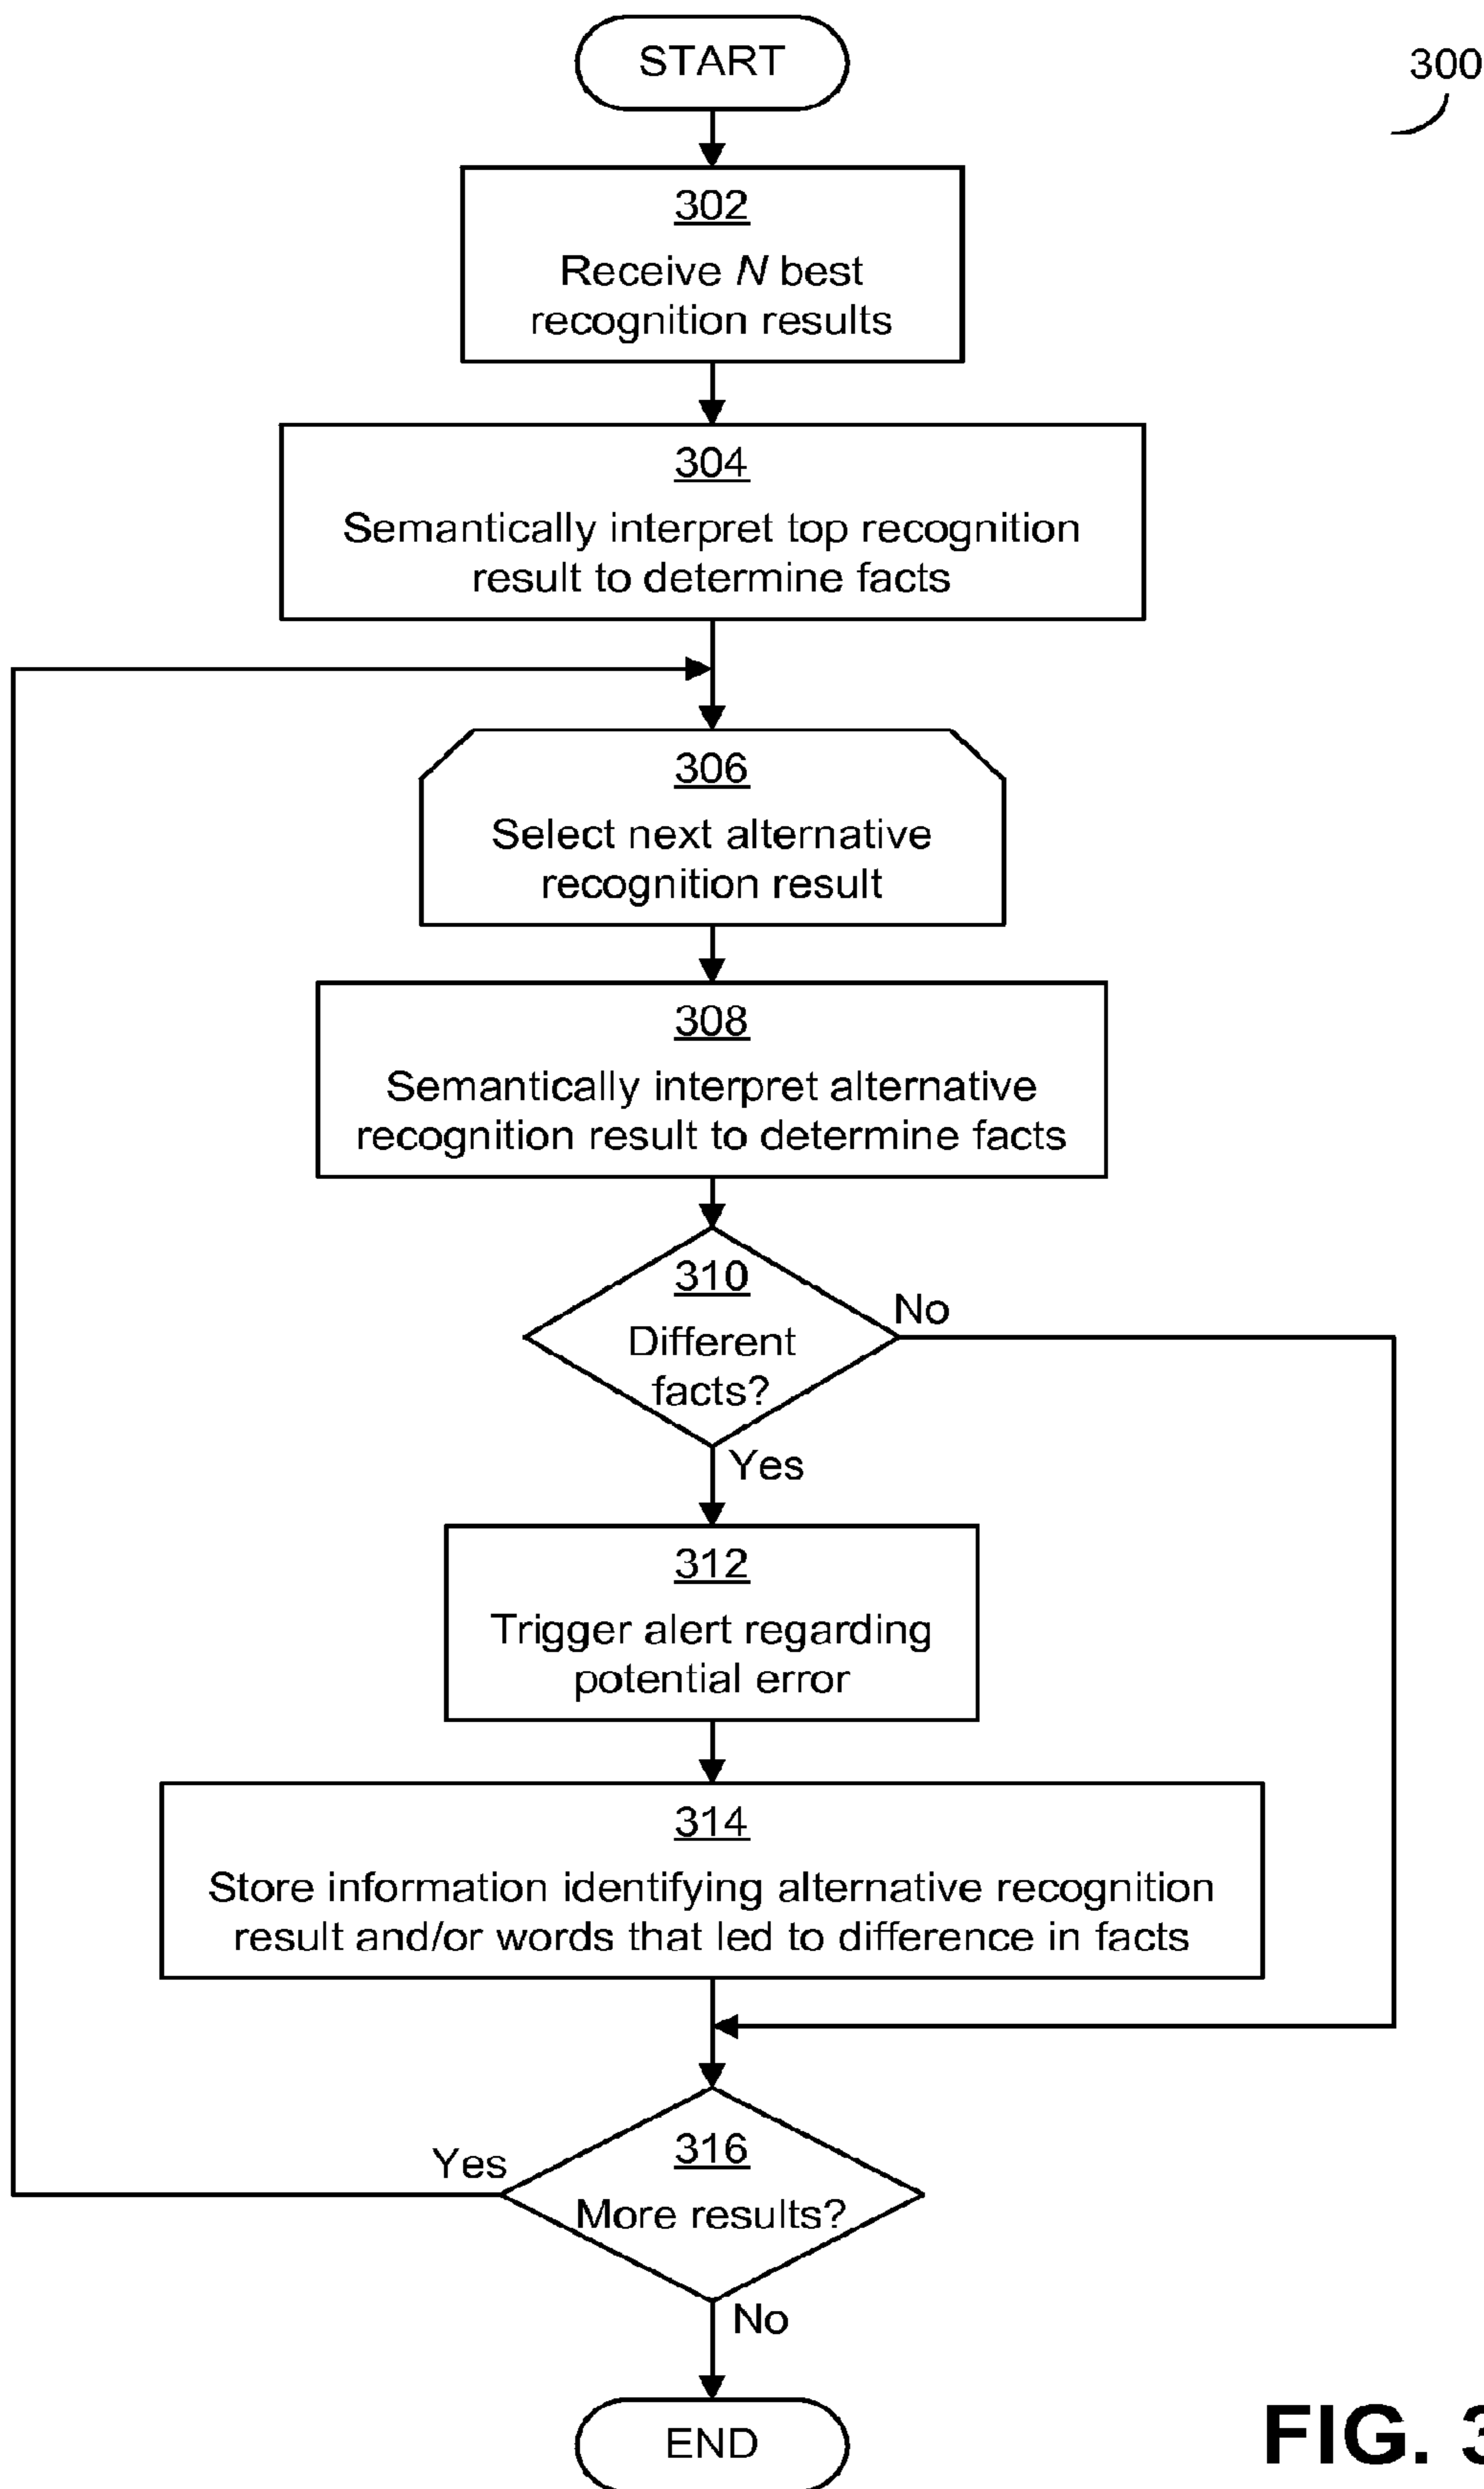 START
300
302
Receive N best
recognition results
304
Semantically interpret top recognition
result to determine facts
306
Select next alternative
recognition result
308
Semantically interpret alternative
recognition result to determine facts
310
Different
facts?
No
Yes
312
Trigger alert regarding
potential error
314
Store information identifying alternative recognition
result and/or words that led to difference in facts
316
More results?
Yes
No
END
FIG. 3